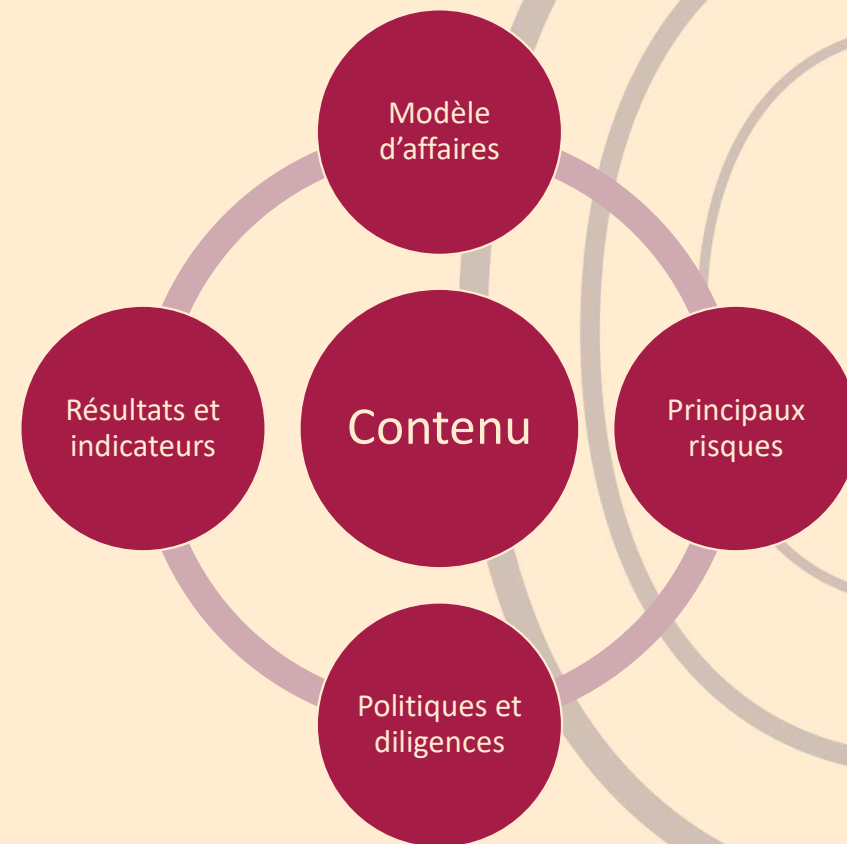 Modèle
d’affaires
Résultats et
indicateurs
Contenu
Principaux
risques
Politiques et
diligences